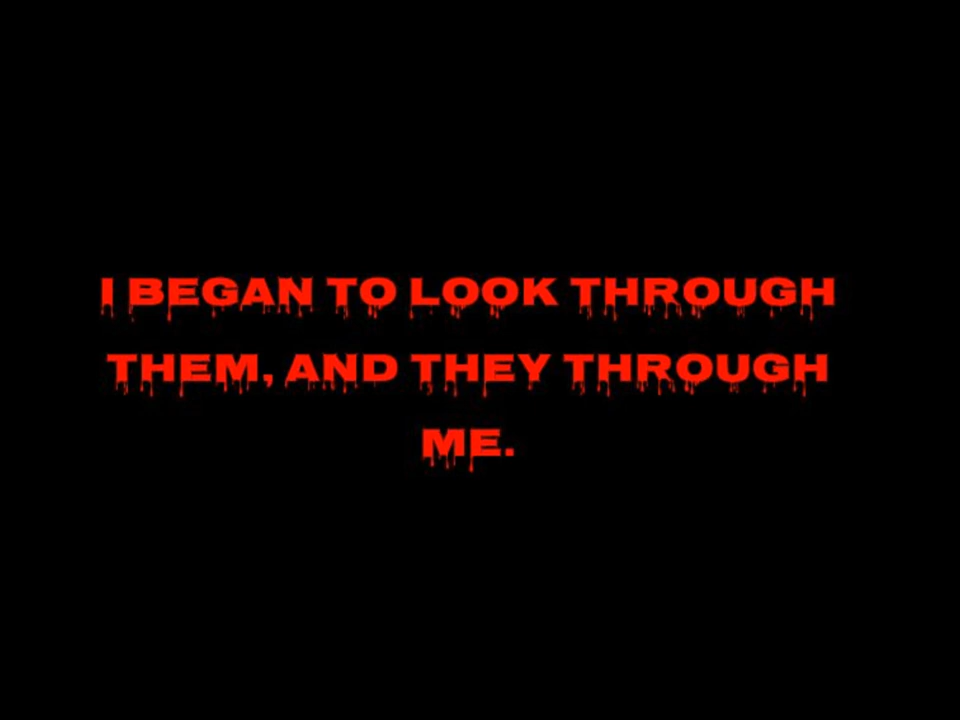 I BEGAN TO LOOK THROUGH
THEM, AND THEY THROUGH
ME.